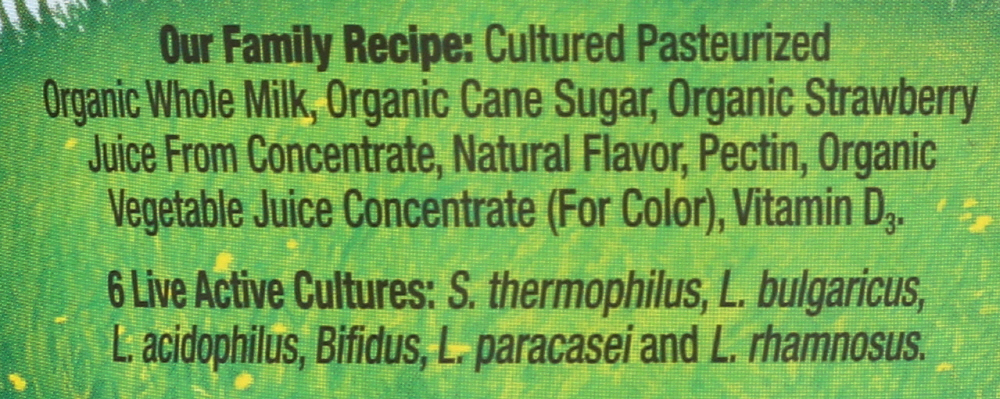 Our Family Recipe: Cultured Pasteurized
Organic Whole Milk, Organic Cane Sugar, Organic Strawberry
Juice From Concentrate, Natural Flavor, Pectin, Organic
Vegetable Juice Concentrate (For Color), Vitamin D₃.
6 Live Active Cultures: S. thermophilus, L. bulgaricus,
L. acidophilus, Bifidus, L. paracasei and L. rhamnosus.